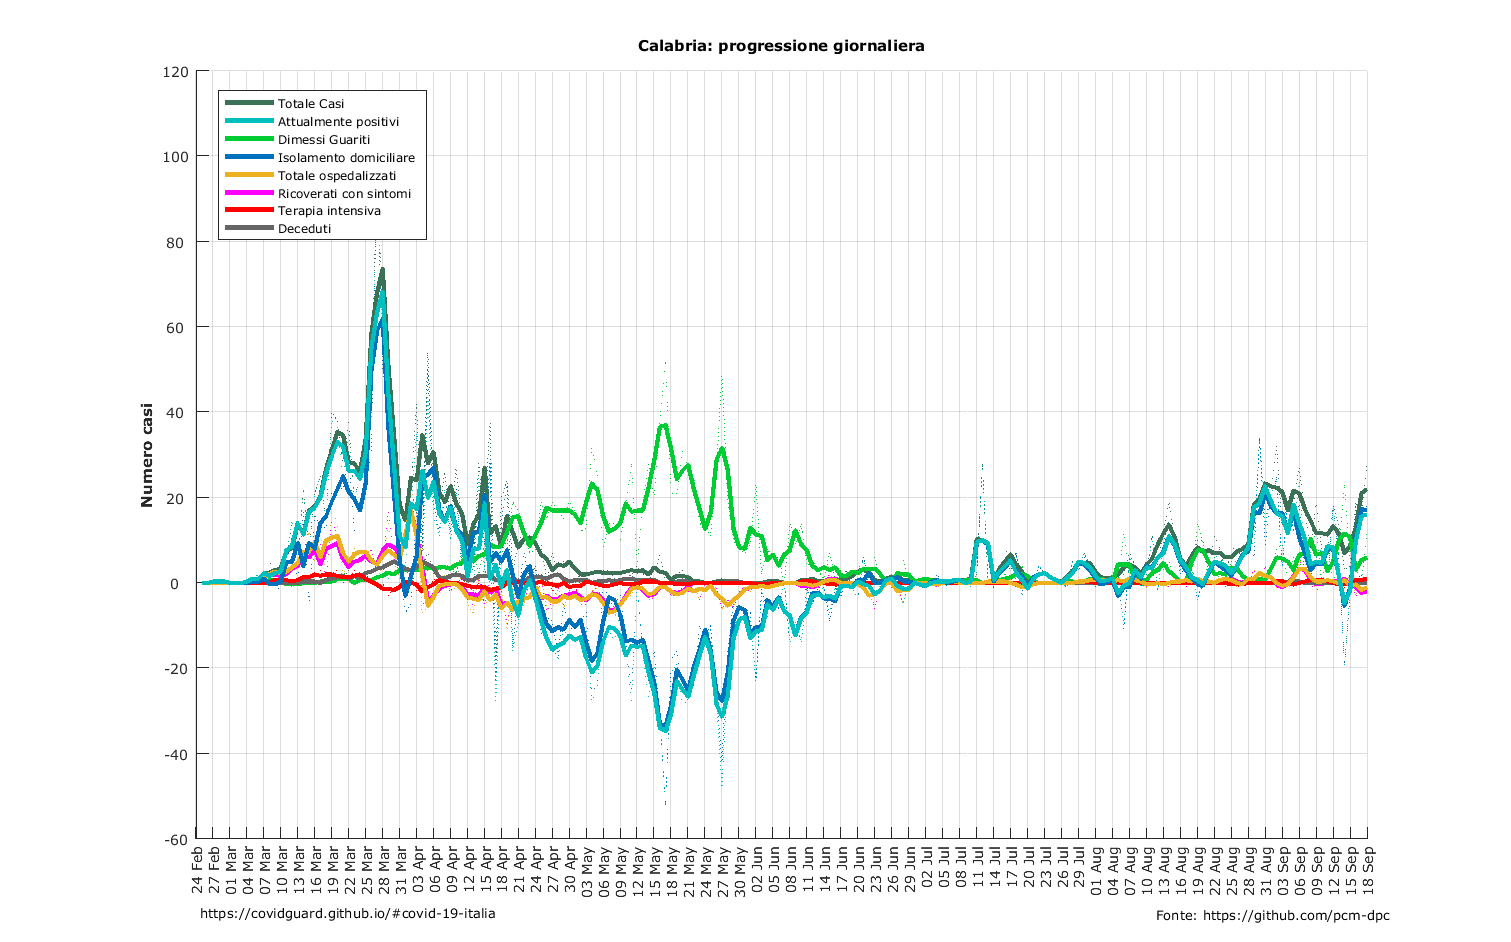 Calabria: progressione giornaliera
Numero casi
120
100
80
60
40
20
0
-20
-40
-60
Totale Casi
Attualmente positivi
Dimessi Guariti
Isolamento domiciliare
Totale ospedalizzati
Ricoverati con sintomi
Terapia intensiva
Deceduti
24 Feb
27 Feb
01 Mar
04 Mar
07 Mar
10 Mar
13 Mar
16 Mar
19 Mar
22 Mar
25 Mar
28 Mar
31 Mar
03 Apr
06 Apr
09 Apr
12 Apr
15 Apr
18 Apr
21 Apr
24 Apr
27 Apr
30 Apr
03 May
06 May
09 May
12 May
15 May
18 May
21 May
24 May
27 May
30 May
02 Jun
05 Jun
08 Jun
11 Jun
14 Jun
17 Jun
20 Jun
23 Jun
26 Jun
29 Jun
02 Jul
05 Jul
08 Jul
11 Jul
14 Jul
17 Jul
20 Jul
23 Jul
26 Jul
29 Jul
01 Aug
04 Aug
07 Aug
10 Aug
13 Aug
16 Aug
19 Aug
22 Aug
25 Aug
28 Aug
31 Aug
03 Sep
06 Sep
09 Sep
12 Sep
15 Sep
18 Sep
https://covidguard.github.io/#covid-19-italia
Fonte: https://github.com/pcm-dpc